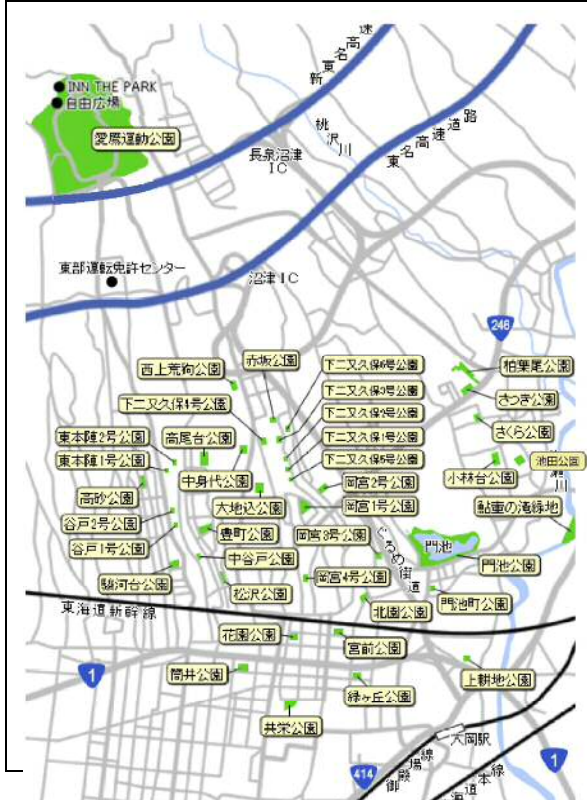 新東名高速
INN THE PARK
自由広場
愛鷹運動公園
桃沢川
長泉沼津IC
東名高速道路
東部運転免許センター
沼津IC
246
西上荒狗公園
赤坂公園
下二又久保6号公園
柏葉尾公園
下二又久保3号公園
さつき公園
下二又久保4号公園
下二又久保2号公園
さくら公園
東本陣2号公園
高尾台公園
下二又久保1号公園
東本陣1号公園
下二又久保5号公園
池田公園
中身代公園
小林台公園
高砂公園
岡宮2号公園
大地込公園
岡宮1号公園
鮎壷の滝緑地
谷戸2号公園
豊町公園
岡宮3号公園
ぐるめ街道
門池
谷戸1号公園
中谷戸公園
門池公園
駿河台公園
岡宮4号公園
松沢公園
北園公園
門池町公園
東海道新幹線
花園公園
宮前公園
1
筒井公園
緑ヶ丘公園
上耕地公園
共栄公園
大岡駅
414
御殿場線
1